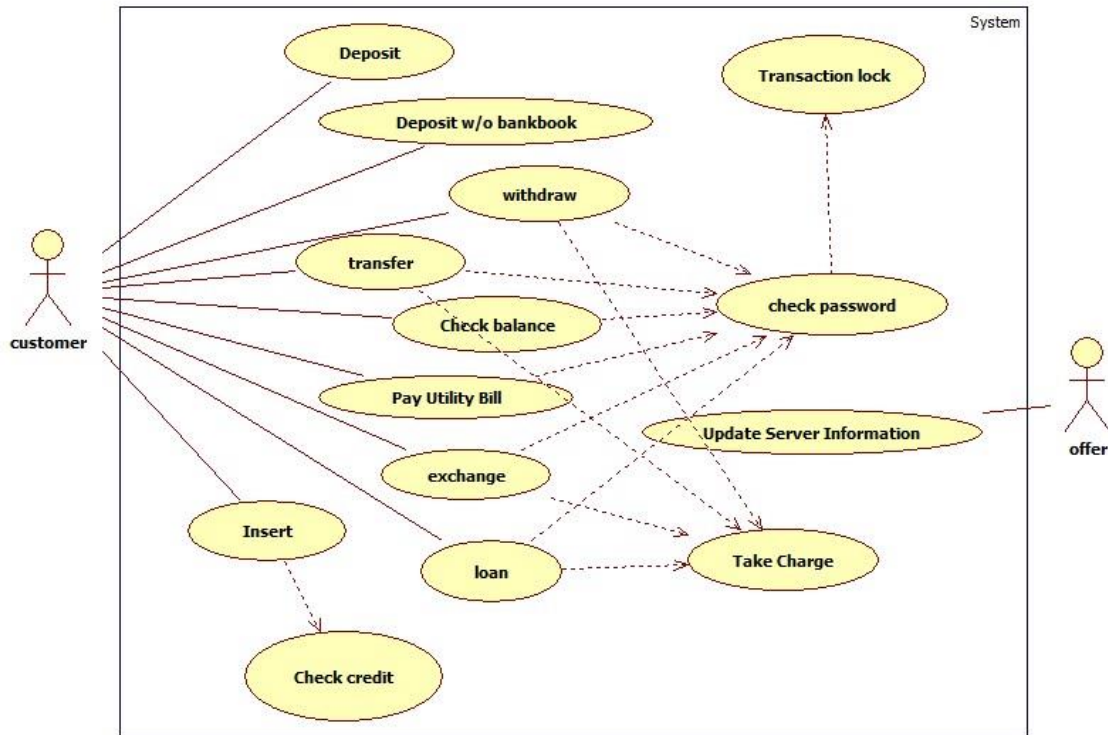 System
Deposit
Transaction lock
Deposit w/o bankbook
withdraw
transfer
check password
Check balance
customer
Pay Utility Bill
Update Server Information
offer
exchange
Insert
loan
Take Charge
Check credit